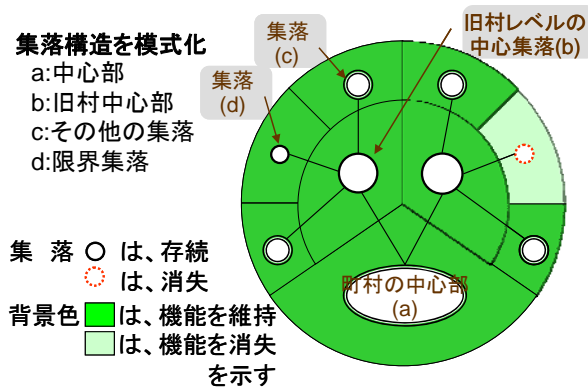 集落構造を模式化
a:中心部
b:旧村中心部
c:その他の集落
d:限界集落
集落
(c)
旧村レベルの
中心集落(b)
集落
(d)
町村の中心部
(a)
集 落 は、存続
は、消失
背景色 は、機能を維持
は、機能を消失
を示す